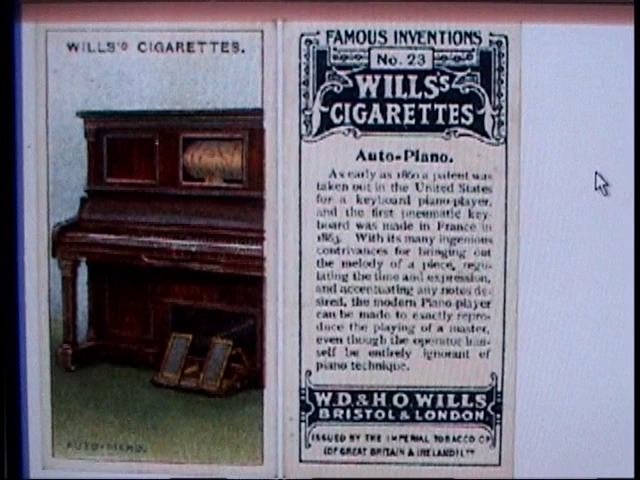 WILLS'S CIGARETTES.
AUTO-PIANO.
FAMOUS INVENTIONS
No. 23
WILLS'S
CIGARETTES
Auto-Piano.
As early as 1860 a patent was
taken out in the United States
for a keyboard piano-player,
and the first pneumatic key-
board was made in France in
1863. With its many ingenious
contrivances for bringing out
the melody of a piece, regu-
lating the time and expression,
and accentuating any notes de-
sired, the modern Piano-player
can be made to exactly repro-
duce the playing of a master,
even though the operator him-
self be entirely ignorant of
piano technique.
W.D. & H.O. WILLS
BRISTOL & LONDON
ISSUED BY THE IMPERIAL TOBACCO CO
(OF GREAT BRITAIN & IRELAND) LTD